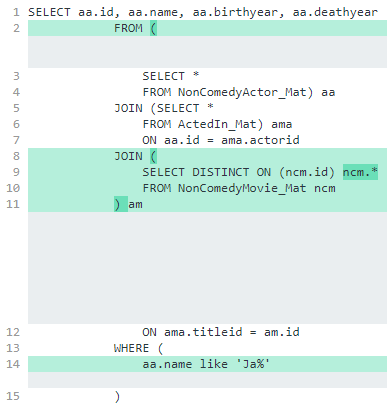 1 SELECT aa.id, aa.name, aa.birthyear, aa.deathyear
2 FROM (
3 SELECT *
4 FROM NonComedyActor_Mat) aa
5 JOIN (SELECT *
6 FROM ActedIn_Mat) ama
7 ON aa.id = ama.actorid
8 JOIN (
9 SELECT DISTINCT ON (ncm.id) ncm.*
10 FROM NonComedyMovie_Mat ncm
11 ) am
12 ON ama.titleid = am.id
13 WHERE (
14 aa.name like 'Ja%'
15 )